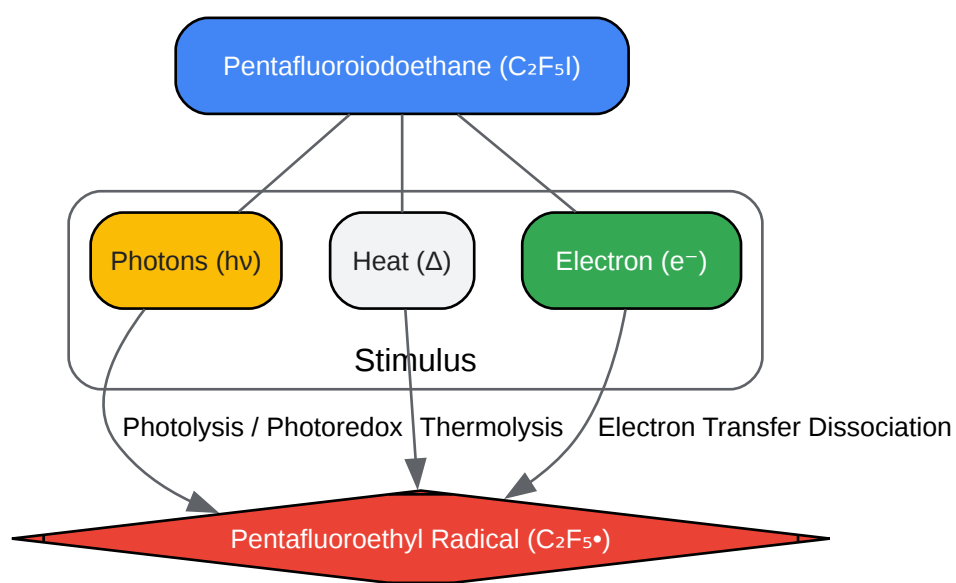 Pentafluoroiodoethane (C₂F₅I)
Photons (hν)
Heat (Δ)
Electron (e⁻)
Stimulus
Photolysis / Photoredox
Thermolysis
Electron Transfer Dissociation
Pentafluoroethyl Radical (C₂F₅•)